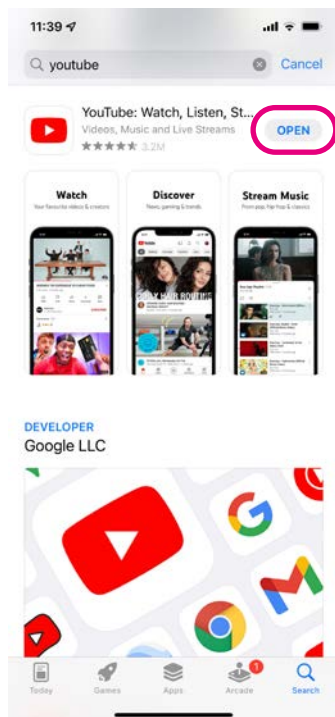 11:39
youtube
Cancel
YouTube: Watch, Listen, St...
Videos, Music and Live Streams
3.2M
OPEN
Watch
Your favourite videos & creators
Discover
News, gaming & trends
Stream Music
From pop, hip hop & classics
DEVELOPER
Google LLC
Today
Games
Apps
Arcade
1
Search